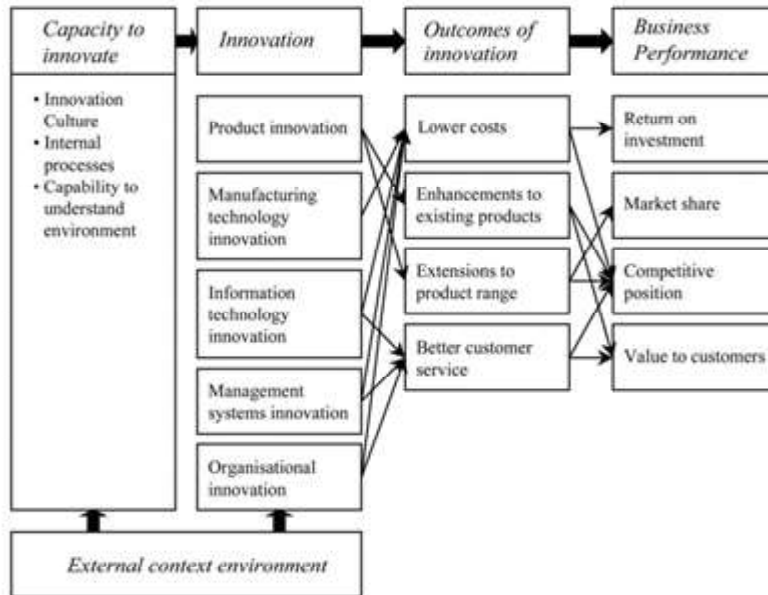 Capacity to
innovate
Innovation
Outcomes of
innovation
Business
Performance
• Innovation
Culture
• Internal
processes
• Capability to
understand
environment
Product innovation
Manufacturing
technology
innovation
Information
technology
innovation
Management
systems innovation
Organisational
innovation
Lower costs
Enhancements to
existing products
Extensions to
product range
Better customer
service
Return on
investment
Market share
Competitive
position
Value to customers
External context environment